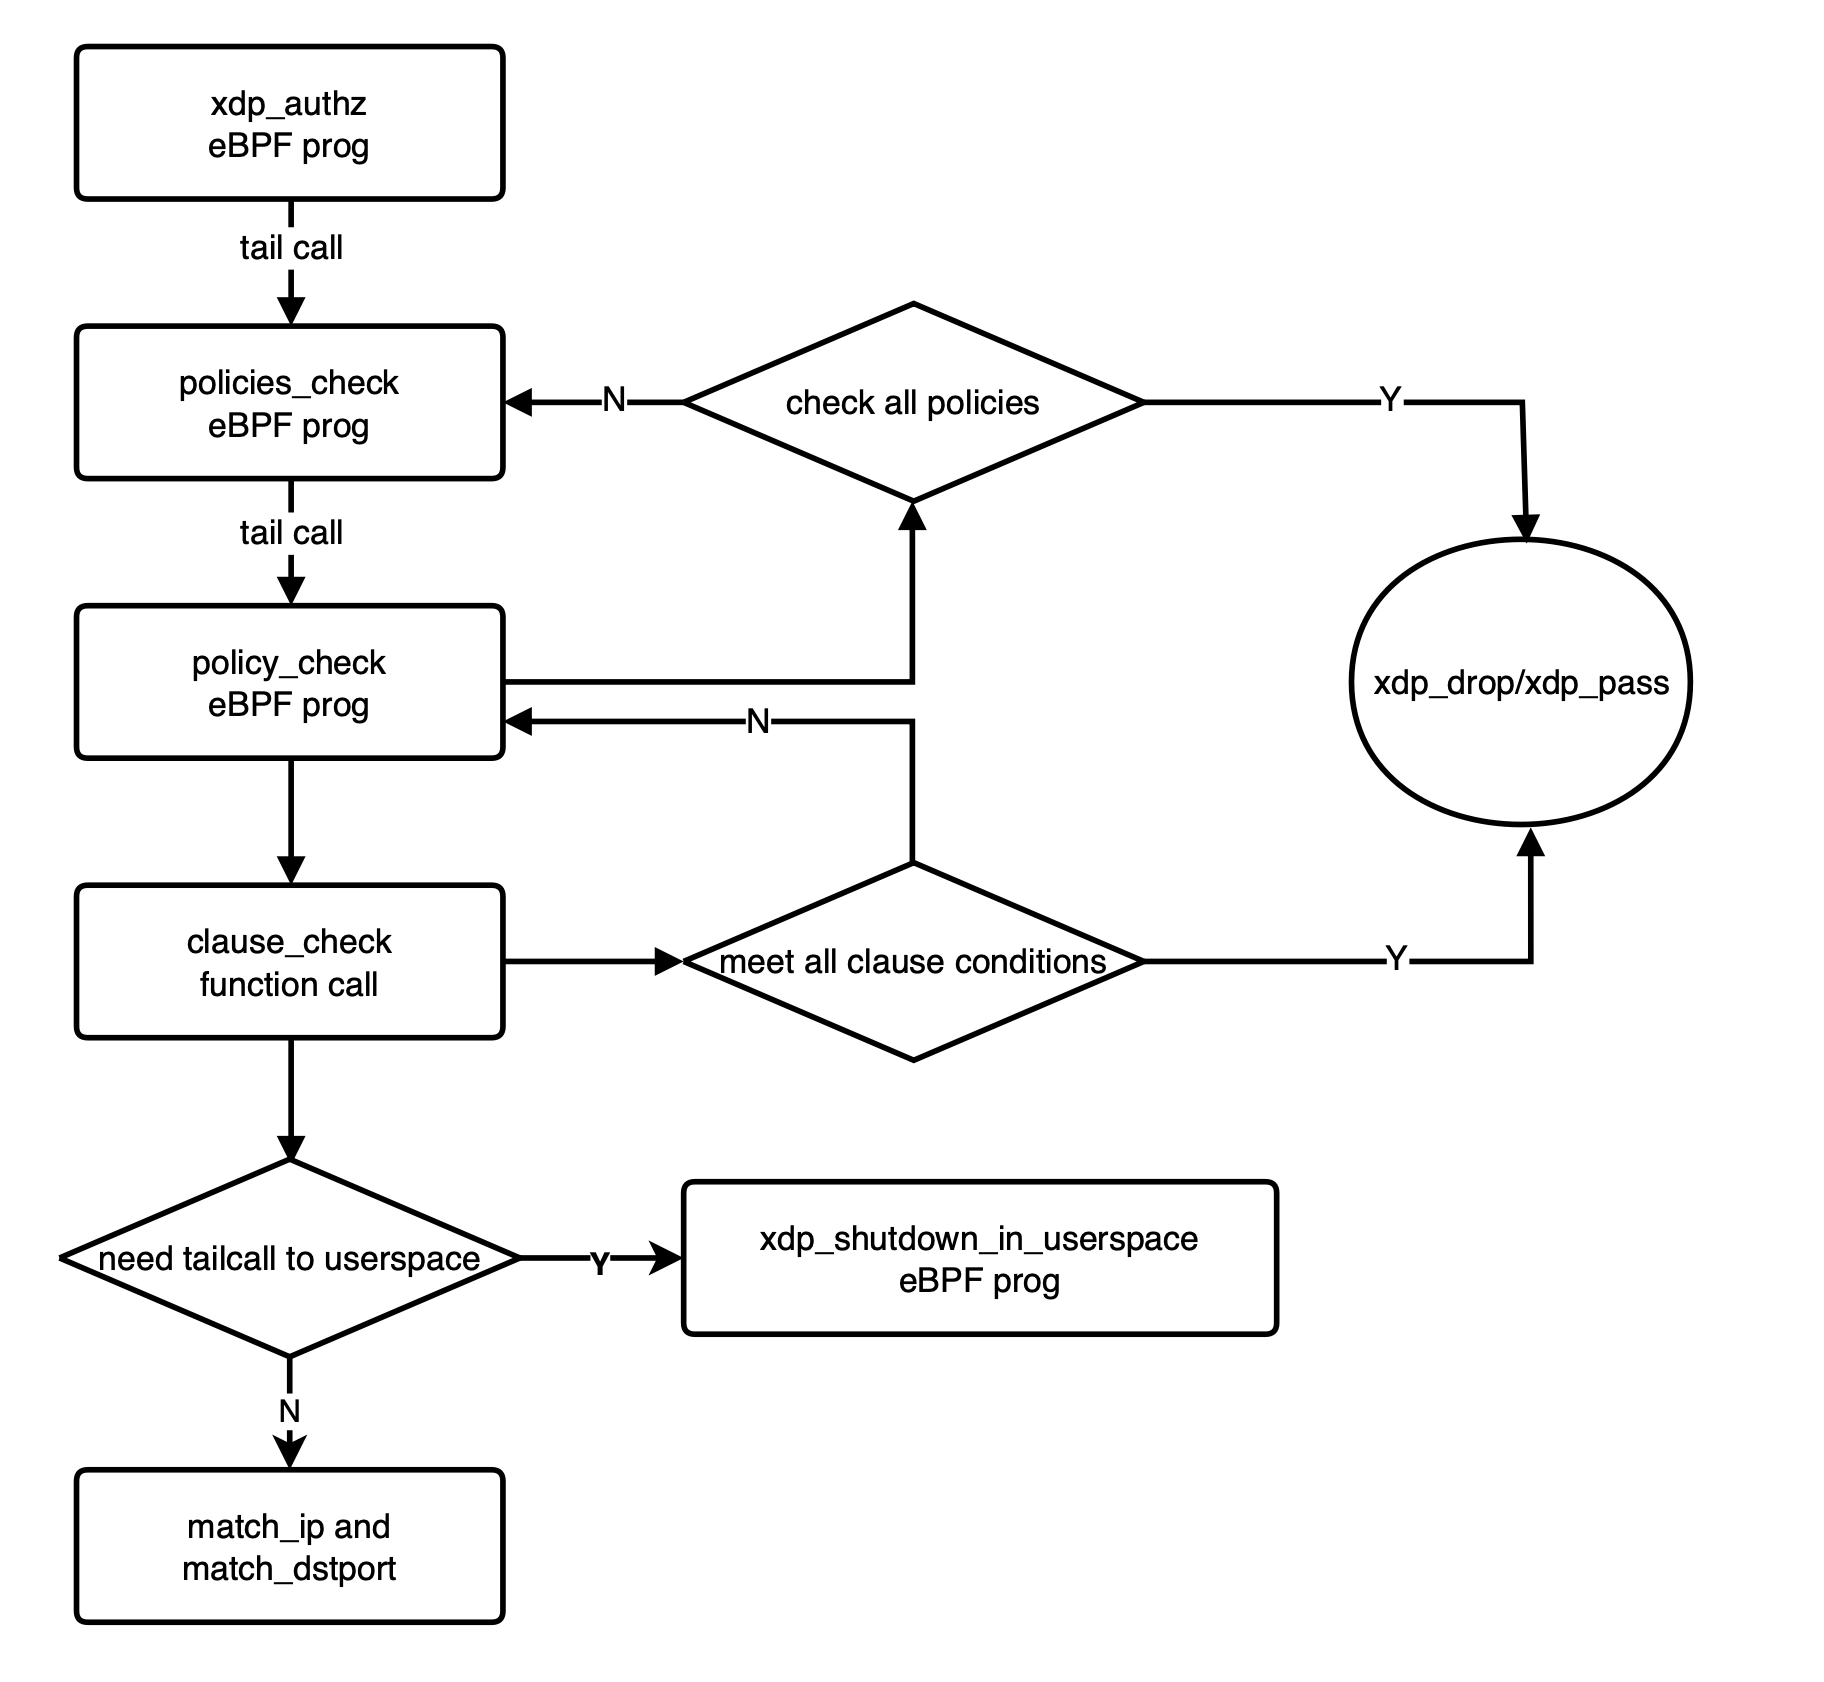 xdp_authz
eBPF prog
tail call
policies_check
eBPF prog
N
check all policies
Y
tail call
policy_check
eBPF prog
xdp_drop/xdp_pass
N
clause_check
function call
meet all clause conditions
Y
need tailcall to userspace
Y
xdp_shutdown_in_userspace
eBPF prog
N
match_ip and
match_dstport